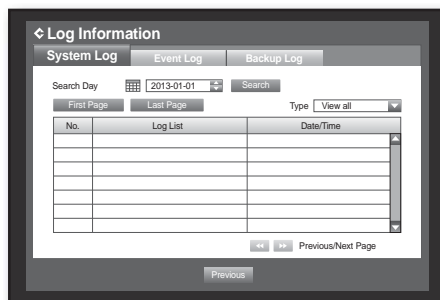 Log Information
System Log Event Log Backup Log
Search Day 2013-01-01 Search
First Page Last Page Type View all
No. Log List Date/Time
Previous/Next Page
Previous